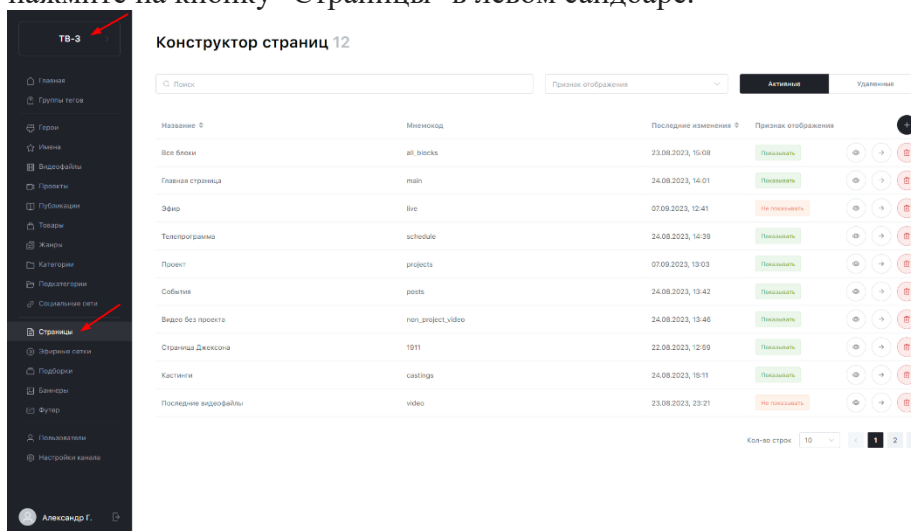 нажмите на кнопку "Страницы" в левом сайдбаре.
ТВ-3
Конструктор страниц 12
Главная
Поиск
Признак отображения
Активные
Удаленные
Группы тегов
Герои
Название
Мнемокод
Последние изменения
Признак отображения
Имена
Все блоки
all_blocks
23.08.2023, 15:08
Показывать
Видеофайлы
Главная страница
main
24.08.2023, 14:01
Показывать
Проекты
Публикации
Эфир
live
07.09.2023, 12:41
Не показывать
Товары
Телепрограмма
schedule
24.08.2023, 14:39
Показывать
Жанры
Категории
Проект
projects
07.09.2023, 13:03
Показывать
Подкатегории
События
posts
24.08.2023, 13:42
Показывать
Социальные сети
Видео без проекта
non_project_video
24.08.2023, 13:46
Показывать
Страницы
Страница Джексона
1911
22.08.2023, 12:59
Показывать
Эфирные сетки
Подборки
Кастинги
castings
24.08.2023, 15:11
Показывать
Баннеры
Последние видеофайлы
video
23.08.2023, 23:21
Не показывать
Футер
Пользователи
Кол-во строк
10
1
2
Настройки канала
Александр Г.